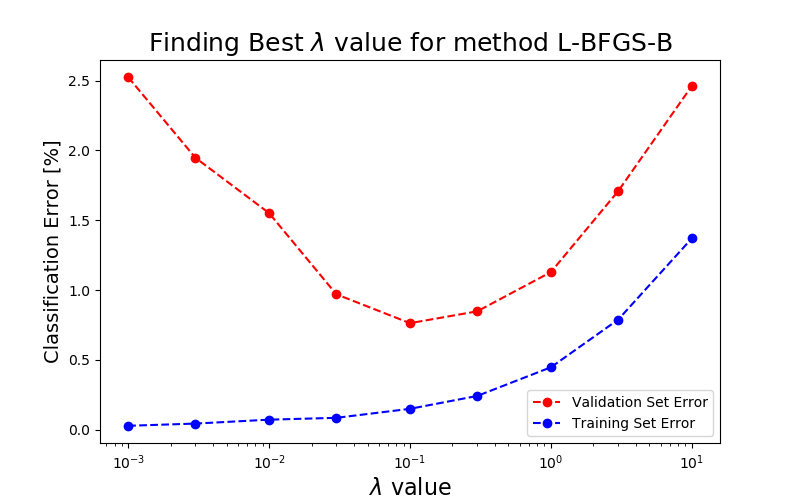 Finding Best λ value for method L-BFGS-B
Classification Error [%]
2.5
2.0
1.5
1.0
0.5
0.0
10⁻³ 10⁻² 10⁻¹ 10⁰ 10¹
λ value
Validation Set Error
Training Set Error